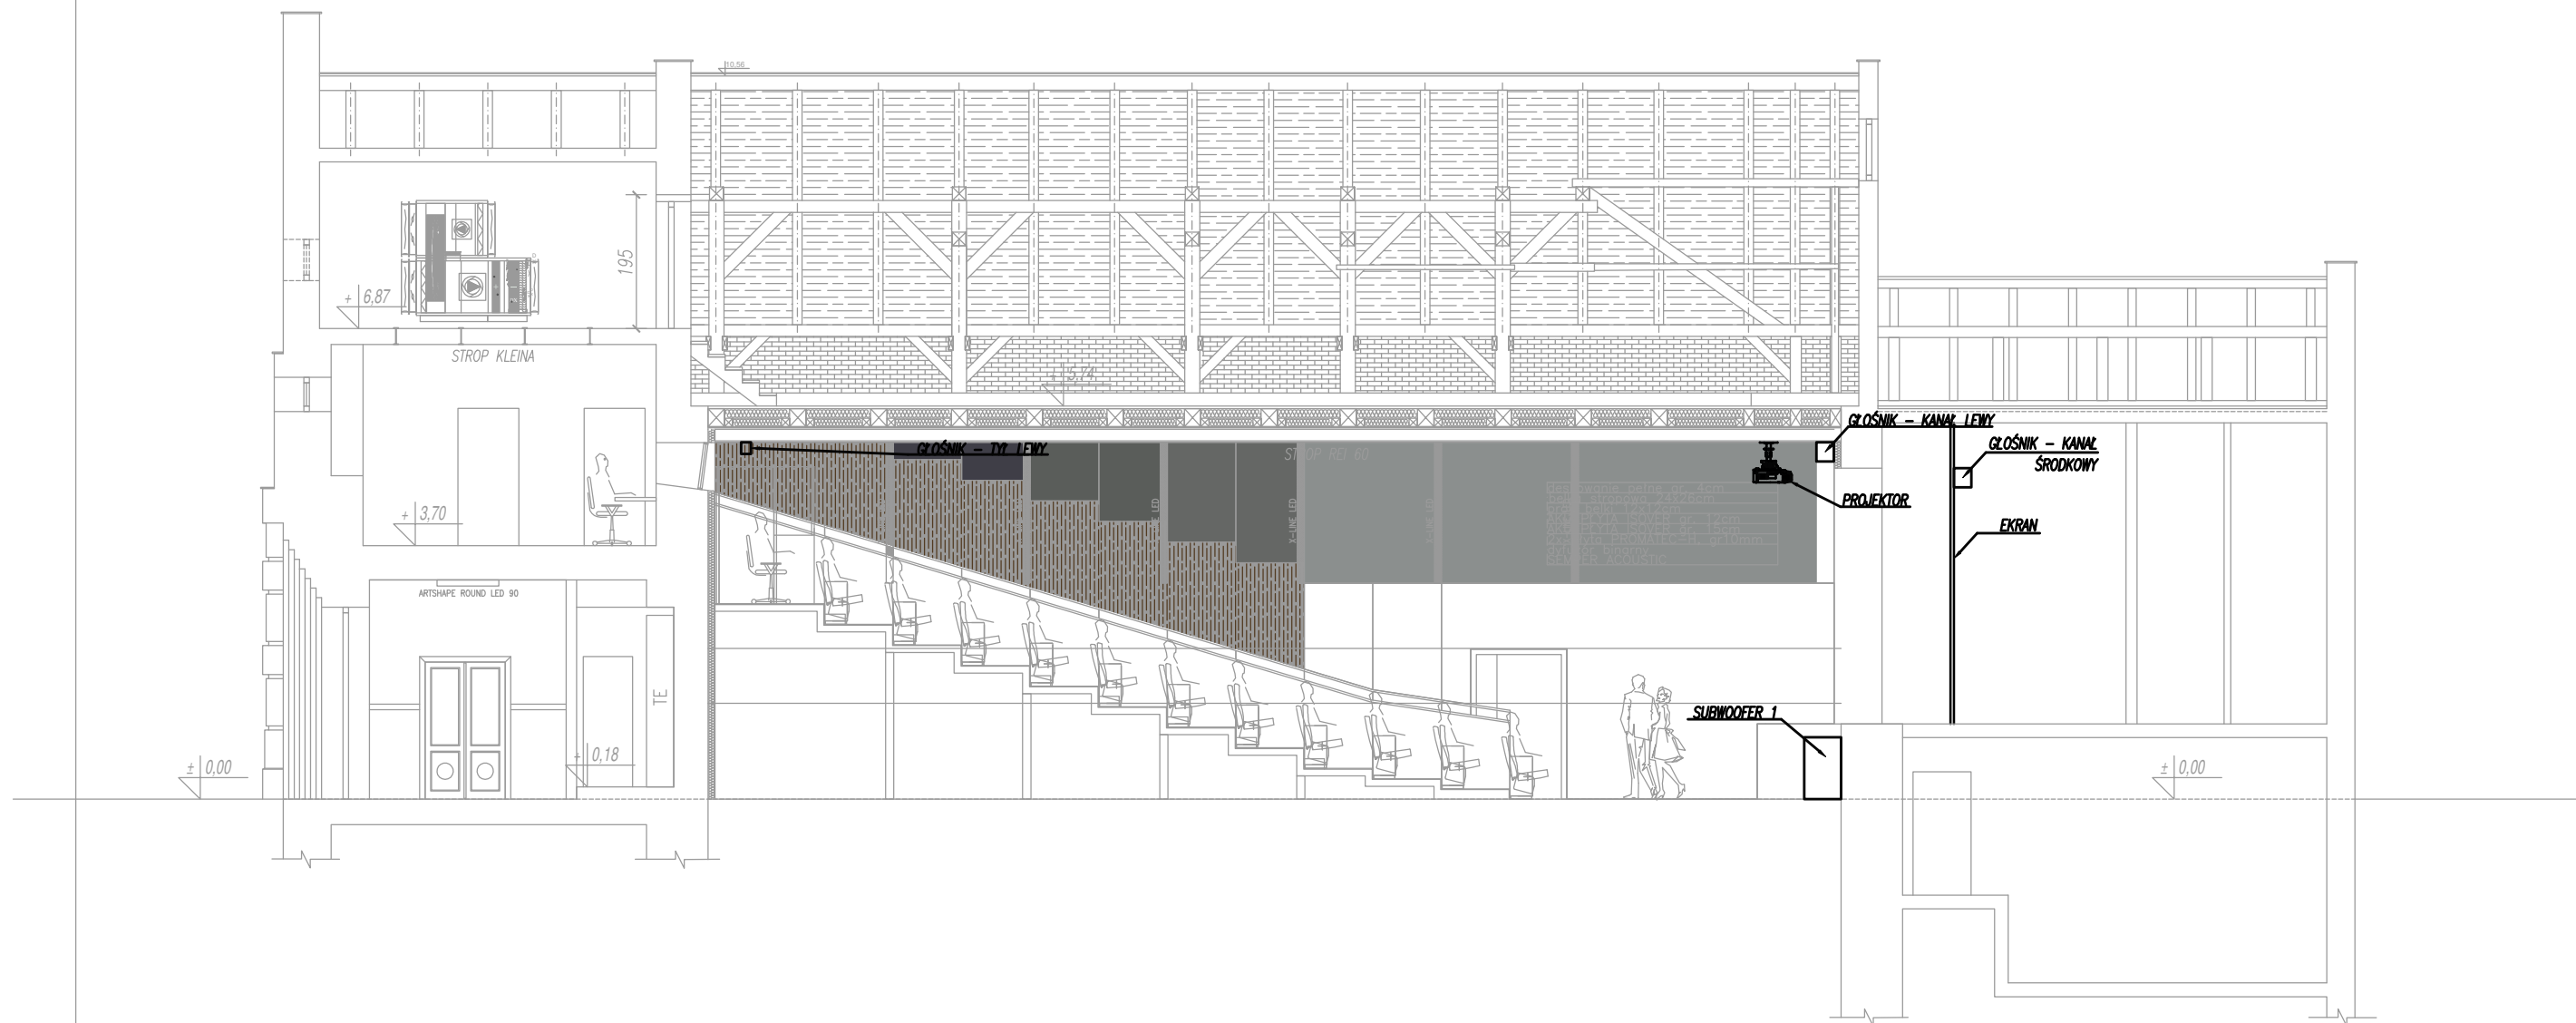 10,56
195
+ 6,87
STROP KLEINA
+ 5,74
GŁOŚNIK – KANAŁ LEWY
GŁOŚNIK – TYŁ LEWY
STROP REI 60
GŁOŚNIK – KANAŁ
ŚRODKOWY
PROJEKTOR
EKRAN
+ 3,70
X-LINE LED
ARTSHAPE ROUND LED 90
TE
SUBWOOFER 1
+ 0,18
± 0,00
± 0,00